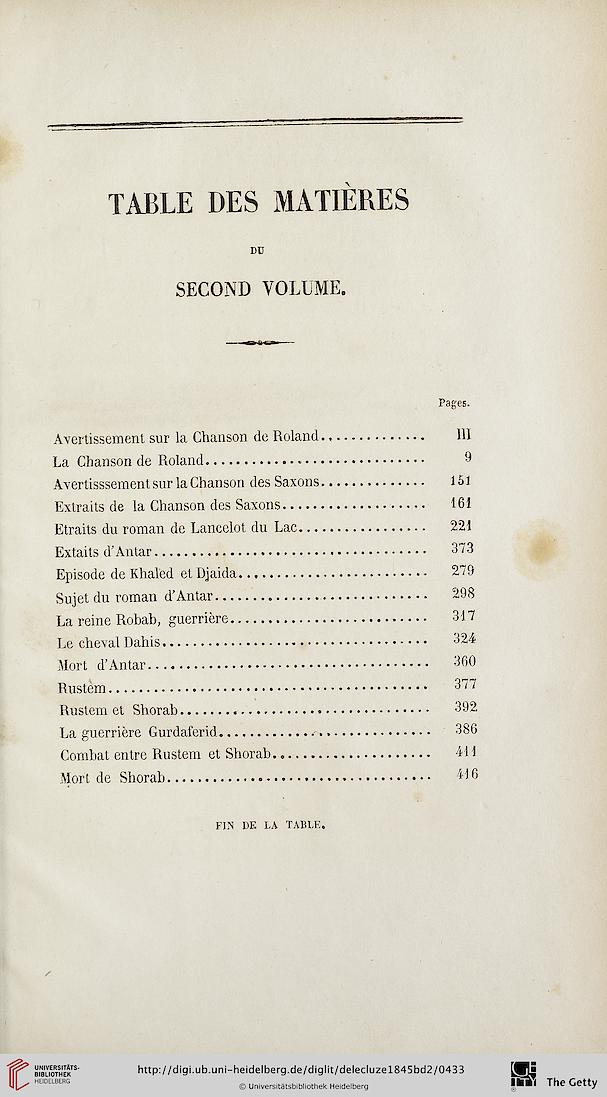 TABLE DES MATIÈRES
DU
SECOND VOLUME.
Pages.
Avertissement sur la Chanson de Roland.............. III
La Chanson de Roland............................. 9
Avertisssement sur la Chanson des Saxons.............. 151
Extraits de la Chanson des Saxons................... 161
Etraits du roman de Lancelot du Lac................. 221
Extaits d'Antar.................................... 373
Episode de Khaled et Djaida......................... 279
Sujet du roman d'Antar............................ 298
La reine Robab, guerrière.......................... 317
Le cheval Dahis................................... 324
Mort d'Antar..................................... 360
Rustèm.......................................... 377
Rustem et Shorab................................. 392
La guerrière Gurdaferid............................ 386
Combat entre Rustem et Shorab..................... 411
Mort de Shorab................................... 416
FIN DE LA TABLE.
UNIVERSITÄTS-
BIBLIOTHEK
HEIDELBERG
http://digi.ub.uni-heidelberg.de/diglit/delecluze1845bd2/0433
© Universitätsbibliothek Heidelberg
The Getty